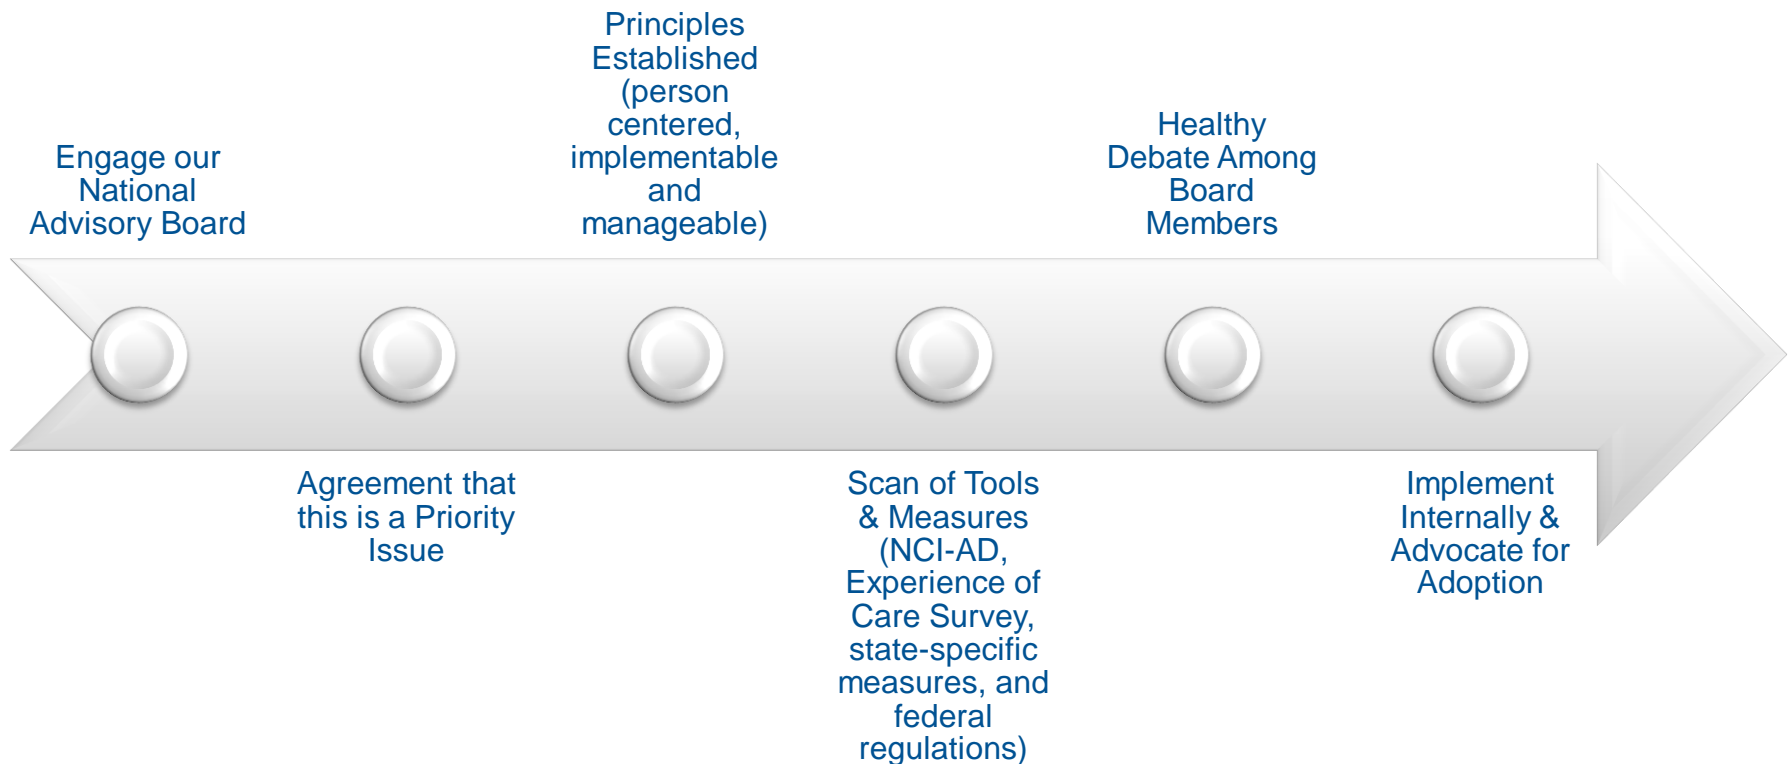 Engage our
National
Advisory Board
Agreement that
this is a Priority
Issue
Principles
Established
(person
centered,
implementable
and
manageable)
Scan of Tools
& Measures
(NCI-AD,
Experience of
Care Survey,
state-specific
measures, and
federal
regulations)
Healthy
Debate Among
Board
Members
Implement
Internally &
Advocate for
Adoption